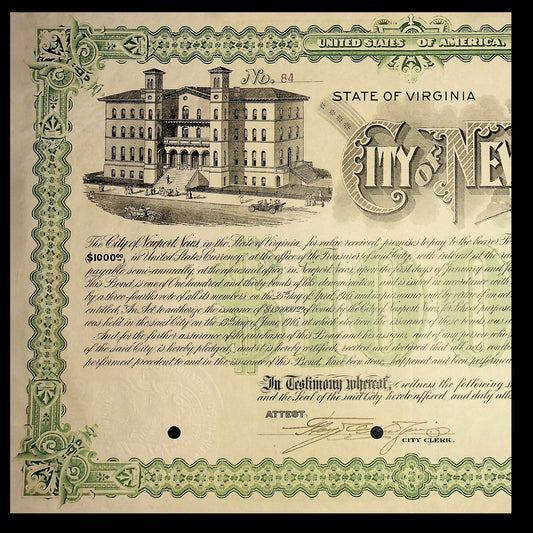 UNITED STATES OF AMERICA.
No. 84
STATE OF VIRGINIA
CITY OF NEW
The City of Newport News, in the State of Virginia, for value received, promises to pay to the bearer
$1000.00, in United States Currency, at the office of the Treasurer of said City, with interest at the rate
payable semi-annually, at the aforesaid office in Newport News, upon the first days of January and
This Bond is one of One hundred and thirty bonds of like denomination, and is issued in accordance with
by a three-fourths vote of all its members, on the 25th day of April, 1916, and in pursuance and by virtue of an act
entitled, An Act to authorize the issuance of $130,000.00 of bonds by the City of Newport News, for School purposes
was held in the said City on the 13th day of June, 1916, at which election the issuance of these bonds was
And for the further assurance of the purchasers of this Bond and his assigns, and of any person who
of the said City is hereby pledged, and it is hereby certified, recited and declared that all acts,
performed precedent to and in the issuance of this Bond, have been done, happened and been performed
In Testimony whereof, witness the following
and the Seal of the said City hereto affixed, and duly
ATTEST:
CITY CLERK.